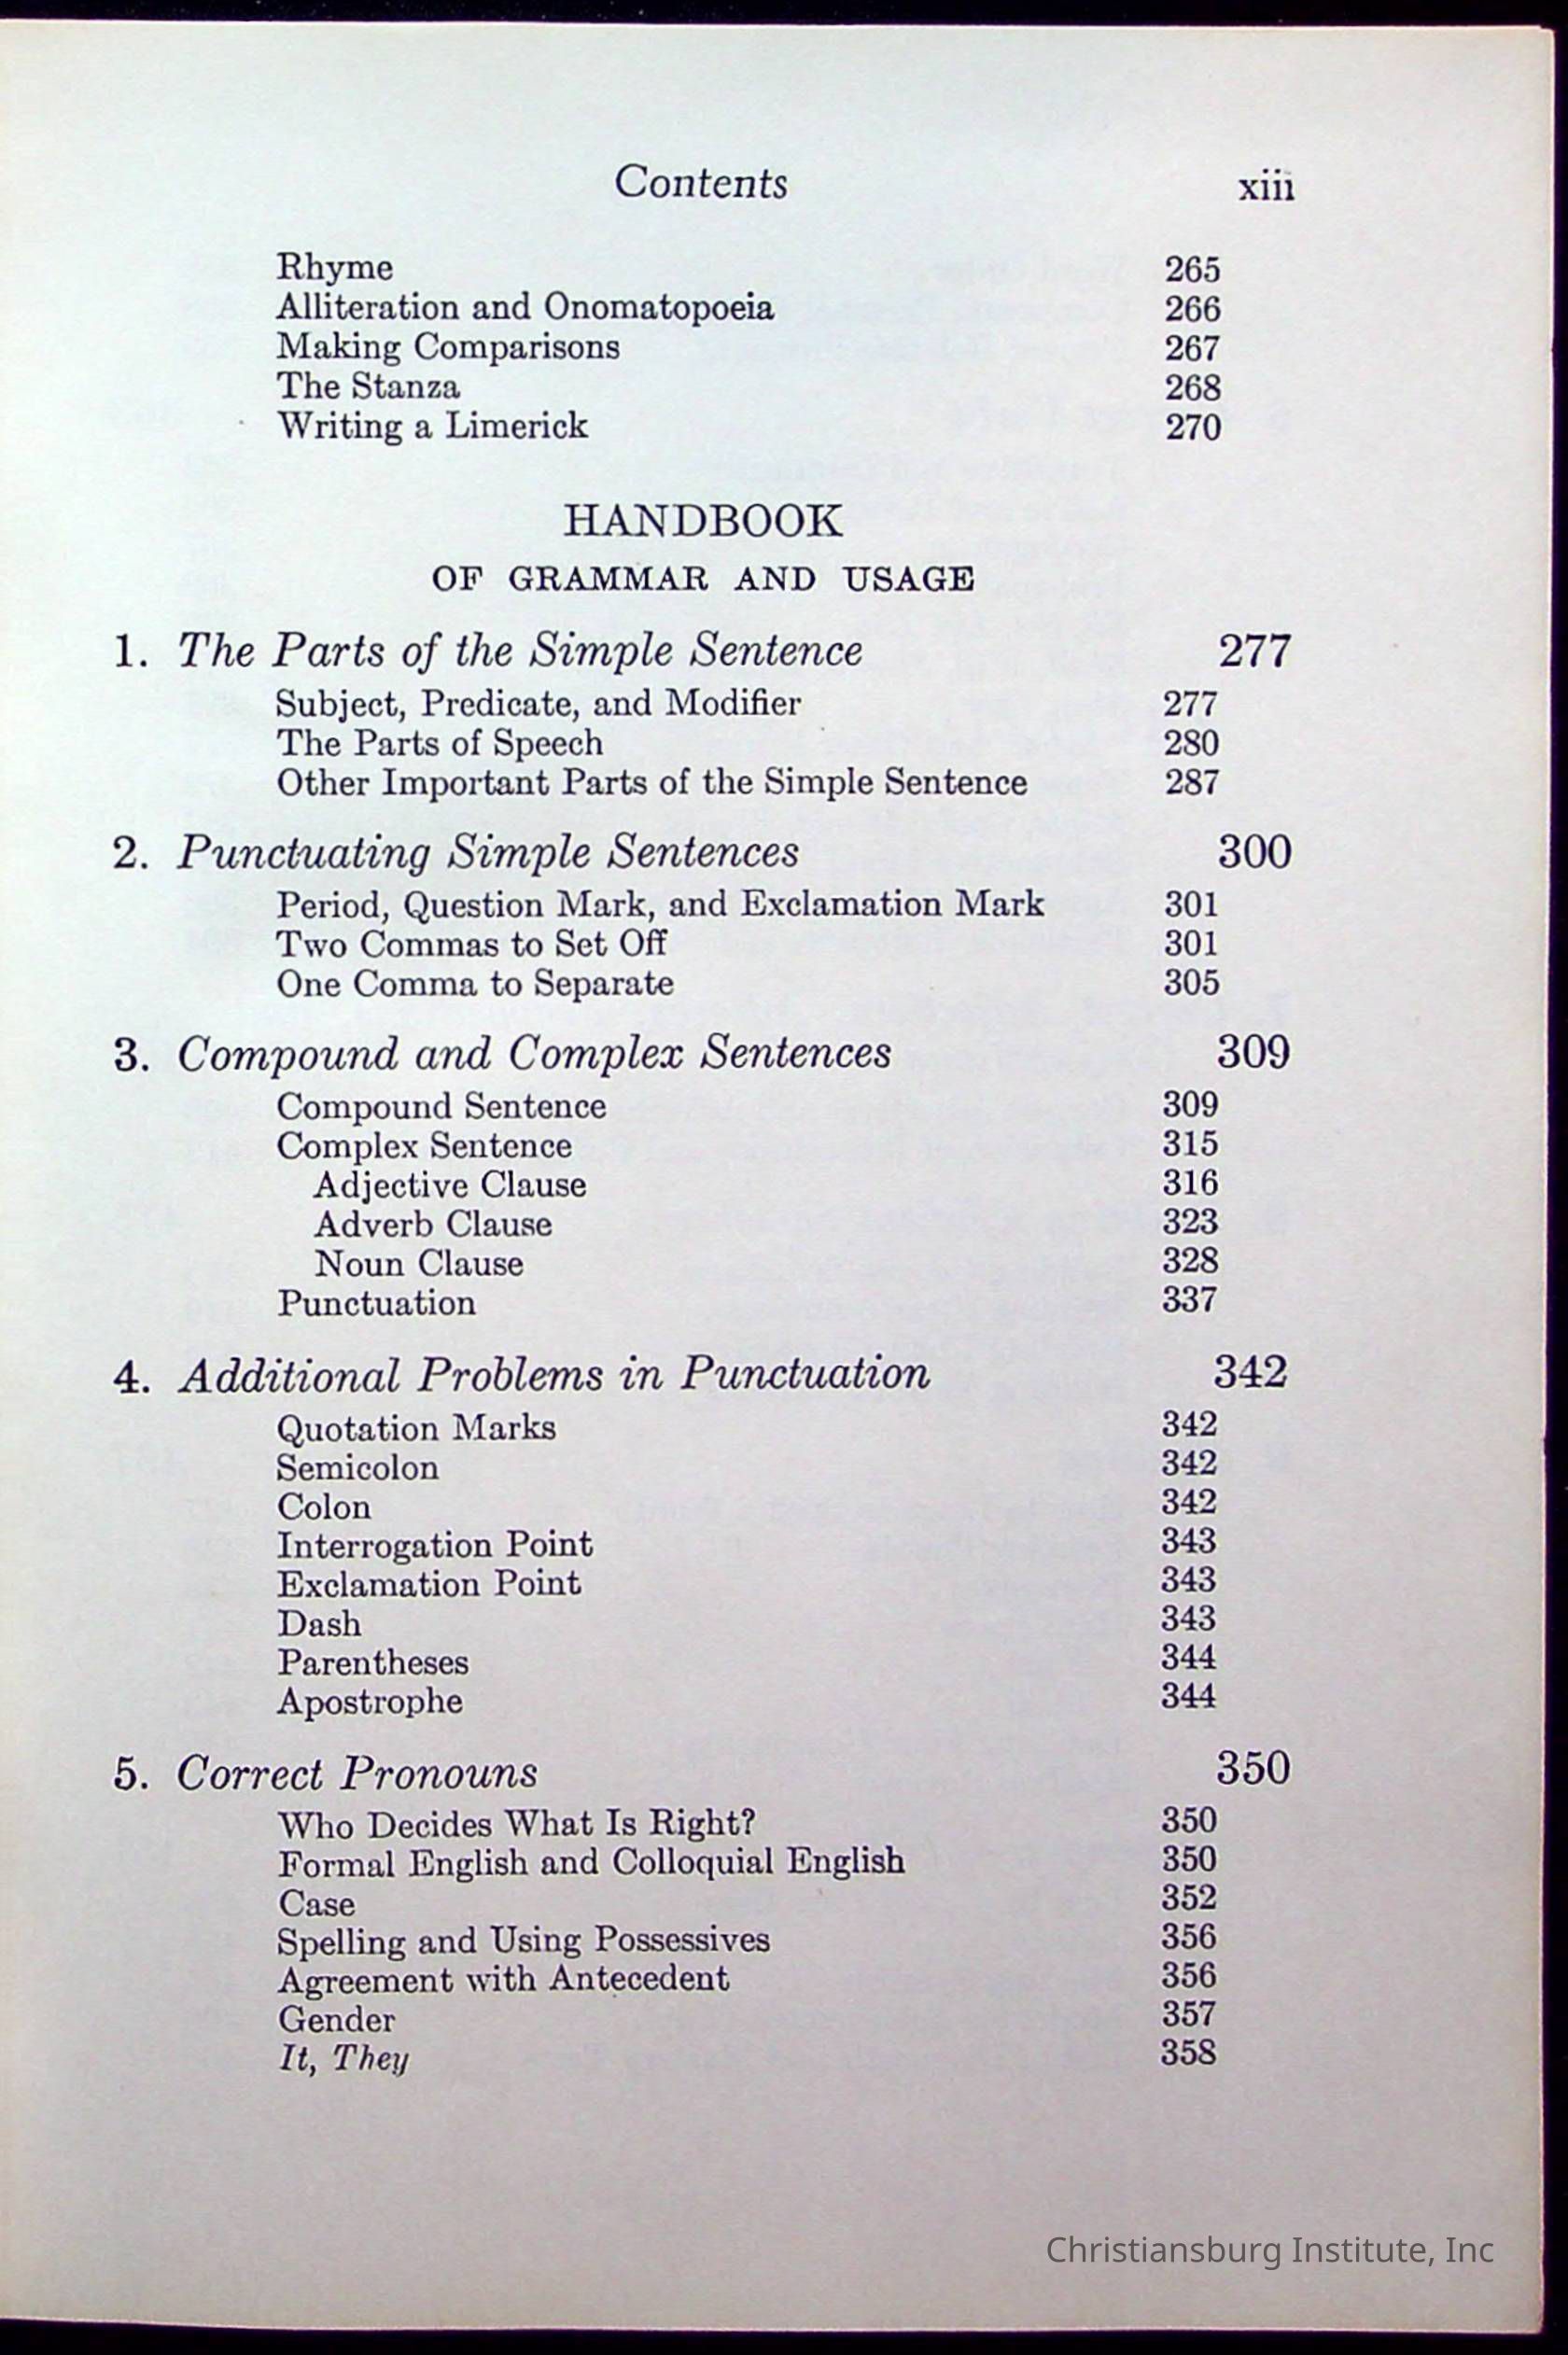 Contents xiii
Rhyme 265
Alliteration and Onomatopoeia 266
Making Comparisons 267
The Stanza 268
Writing a Limerick 270
HANDBOOK
OF GRAMMAR AND USAGE
1. The Parts of the Simple Sentence 277
Subject, Predicate, and Modifier 277
The Parts of Speech 280
Other Important Parts of the Simple Sentence 287
2. Punctuating Simple Sentences 300
Period, Question Mark, and Exclamation Mark 301
Two Commas to Set Off 301
One Comma to Separate 305
3. Compound and Complex Sentences 309
Compound Sentence 309
Complex Sentence 315
Adjective Clause 316
Adverb Clause 323
Noun Clause 328
Punctuation 337
4. Additional Problems in Punctuation 342
Quotation Marks 342
Semicolon 342
Colon 342
Interrogation Point 343
Exclamation Point 343
Dash 343
Parentheses 344
Apostrophe 344
5. Correct Pronouns 350
Who Decides What Is Right? 350
Formal English and Colloquial English 350
Case 352
Spelling and Using Possessives 356
Agreement with Antecedent 356
Gender 357
It, They 358
Christiansburg Institute, Inc